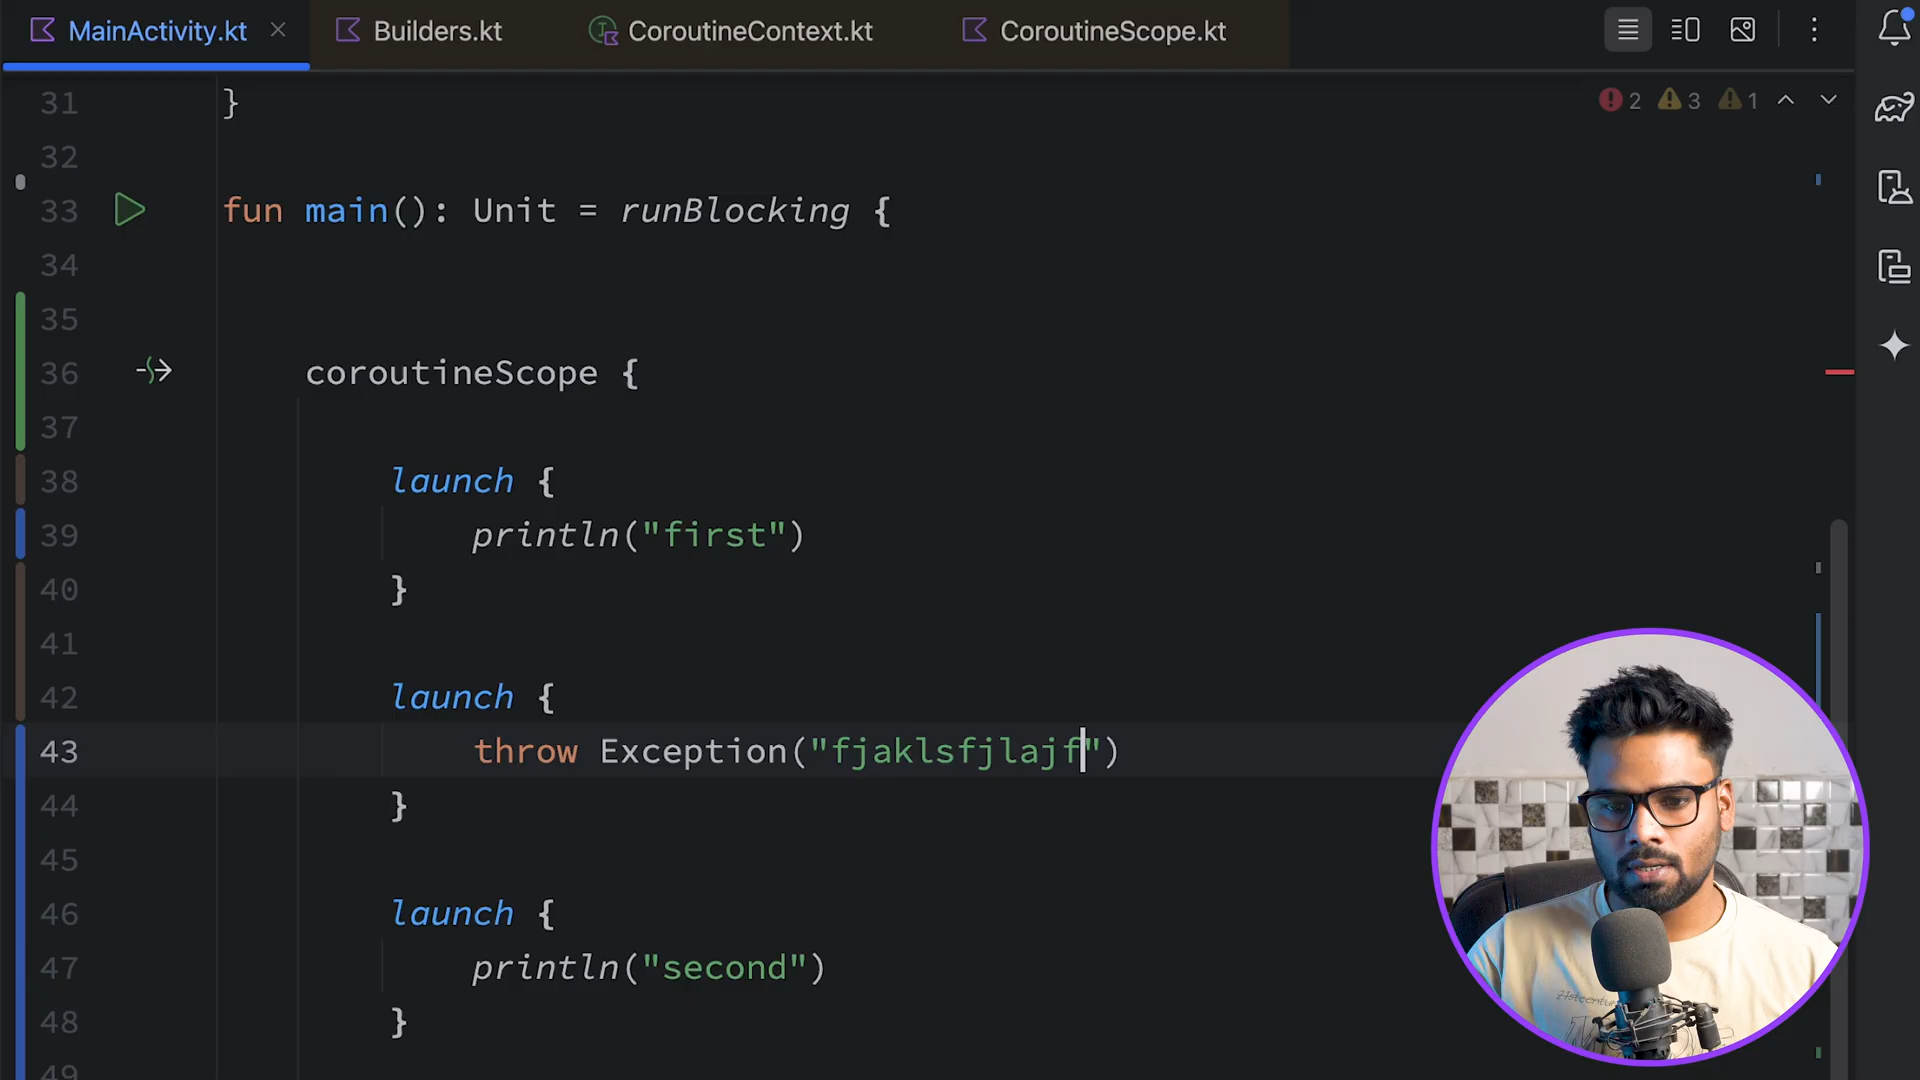 MainActivity.kt
Builders.kt
CoroutineContext.kt
CoroutineScope.kt
2 3 1
31 }
32
33 fun main(): Unit = runBlocking {
34
35
36 coroutineScope {
37
38 launch {
39 println("first")
40 }
41
42 launch {
43 throw Exception("fjaklsfjlajf")
44 }
45
46 launch {
47 println("second")
48 }
49